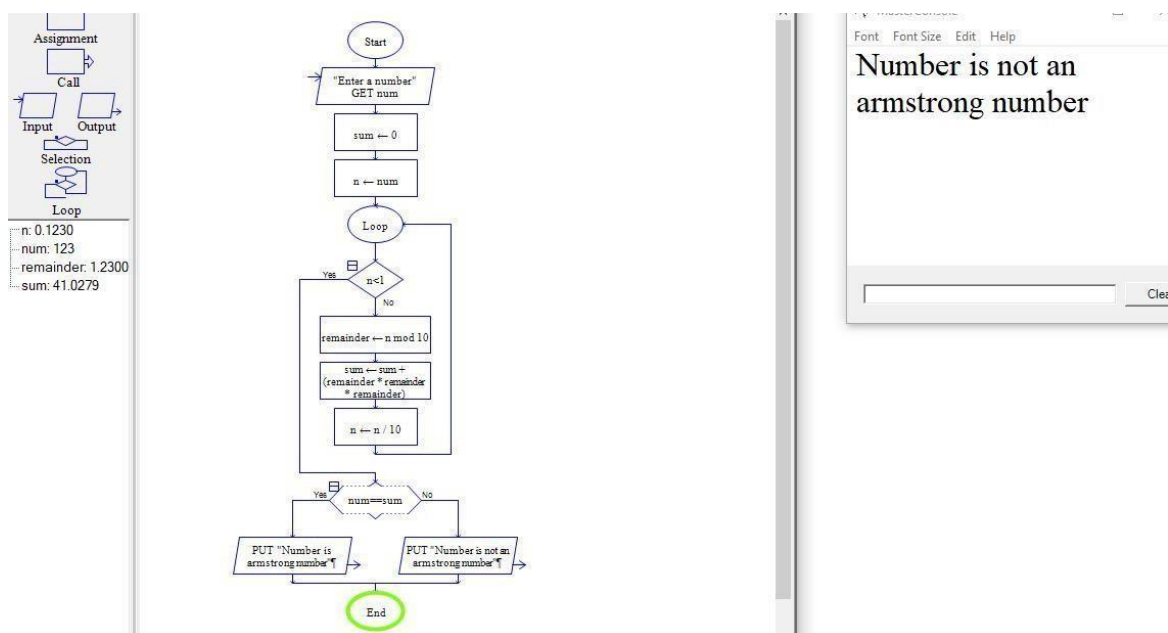 Assignment
Call
Input Output
Selection
Loop
n: 0.1230
num: 123
remainder: 1.2300
sum: 41.0279
Start
"Enter a number"
GET num
sum ← 0
n ← num
Loop
Yes
n<1
No
remainder ← n mod 10
sum ← sum +
(remainder * remainder
* remainder)
n ← n / 10
Yes
num==sum
No
PUT "Number is
armstrong number"¶
PUT "Number is not an
armstrong number"¶
End
Font Font Size Edit Help
Number is not an
armstrong number